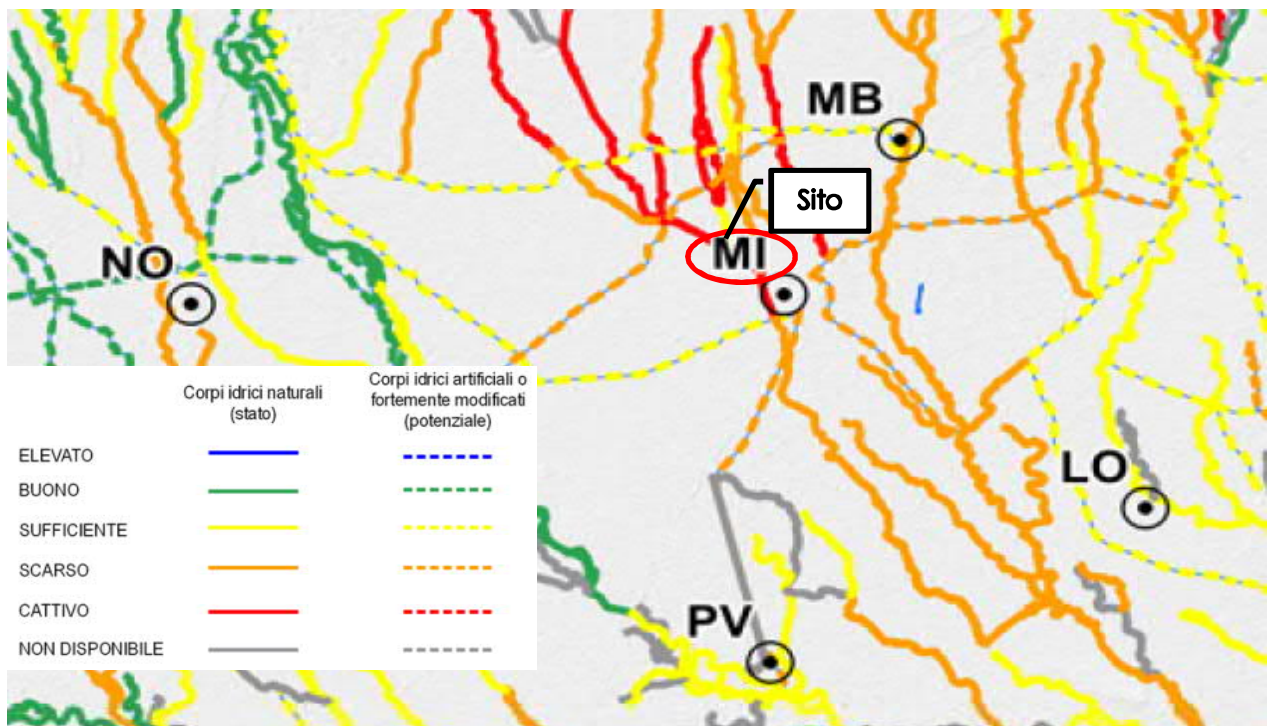 MB
Sito
MI
NO
Corpi idrici naturali
(stato)
Corpi idrici artificiali o
fortemente modificati
(potenziale)
ELEVATO
BUONO
SUFFICIENTE
SCARSO
CATTIVO
NON DISPONIBILE
LO
PV